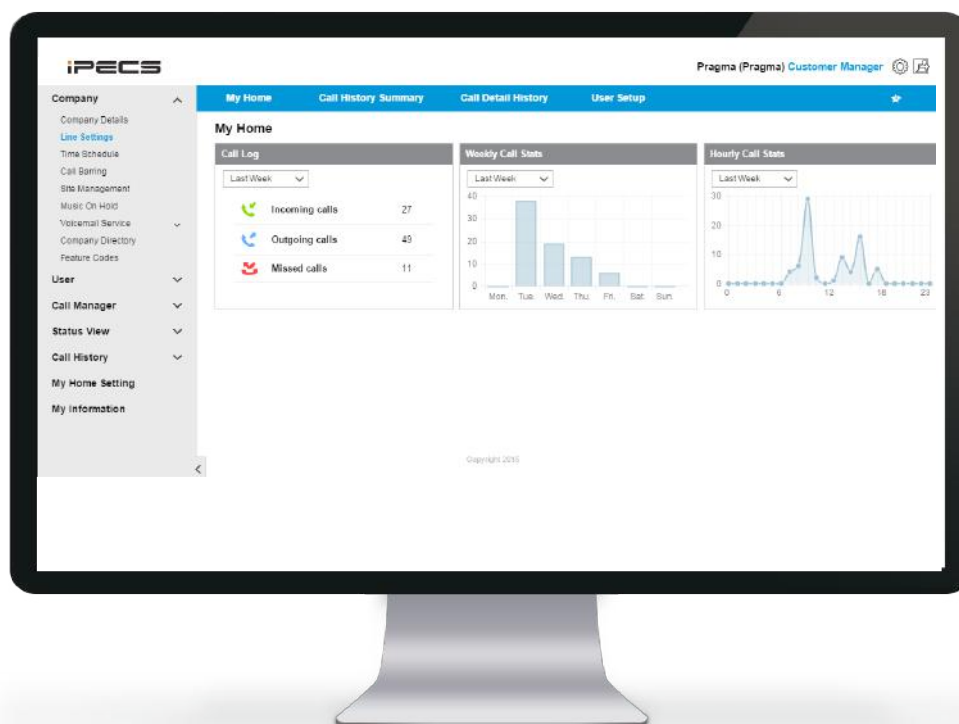 iPECS
Pragma (Pragma) Customer Manager
Company
Company Details
Line Settings
Time Schedule
Call Barring
Site Management
Music On Hold
Voicemail Service
Company Directory
Feature Codes
User
Call Manager
Status View
Call History
My Home Setting
My Information
My Home Call History Summary Call Detail History User Setup
My Home
Call Log
Last Week
Incoming calls 27
Outgoing calls 49
Missed calls 11
Weekly Call Stats
Last Week
40
30
20
10
0
Mon. Tue. Wed. Thu. Fri. Sat. Sun.
Hourly Call Stats
Last Week
30
20
10
0
0 6 12 18 23
Copyright 2015